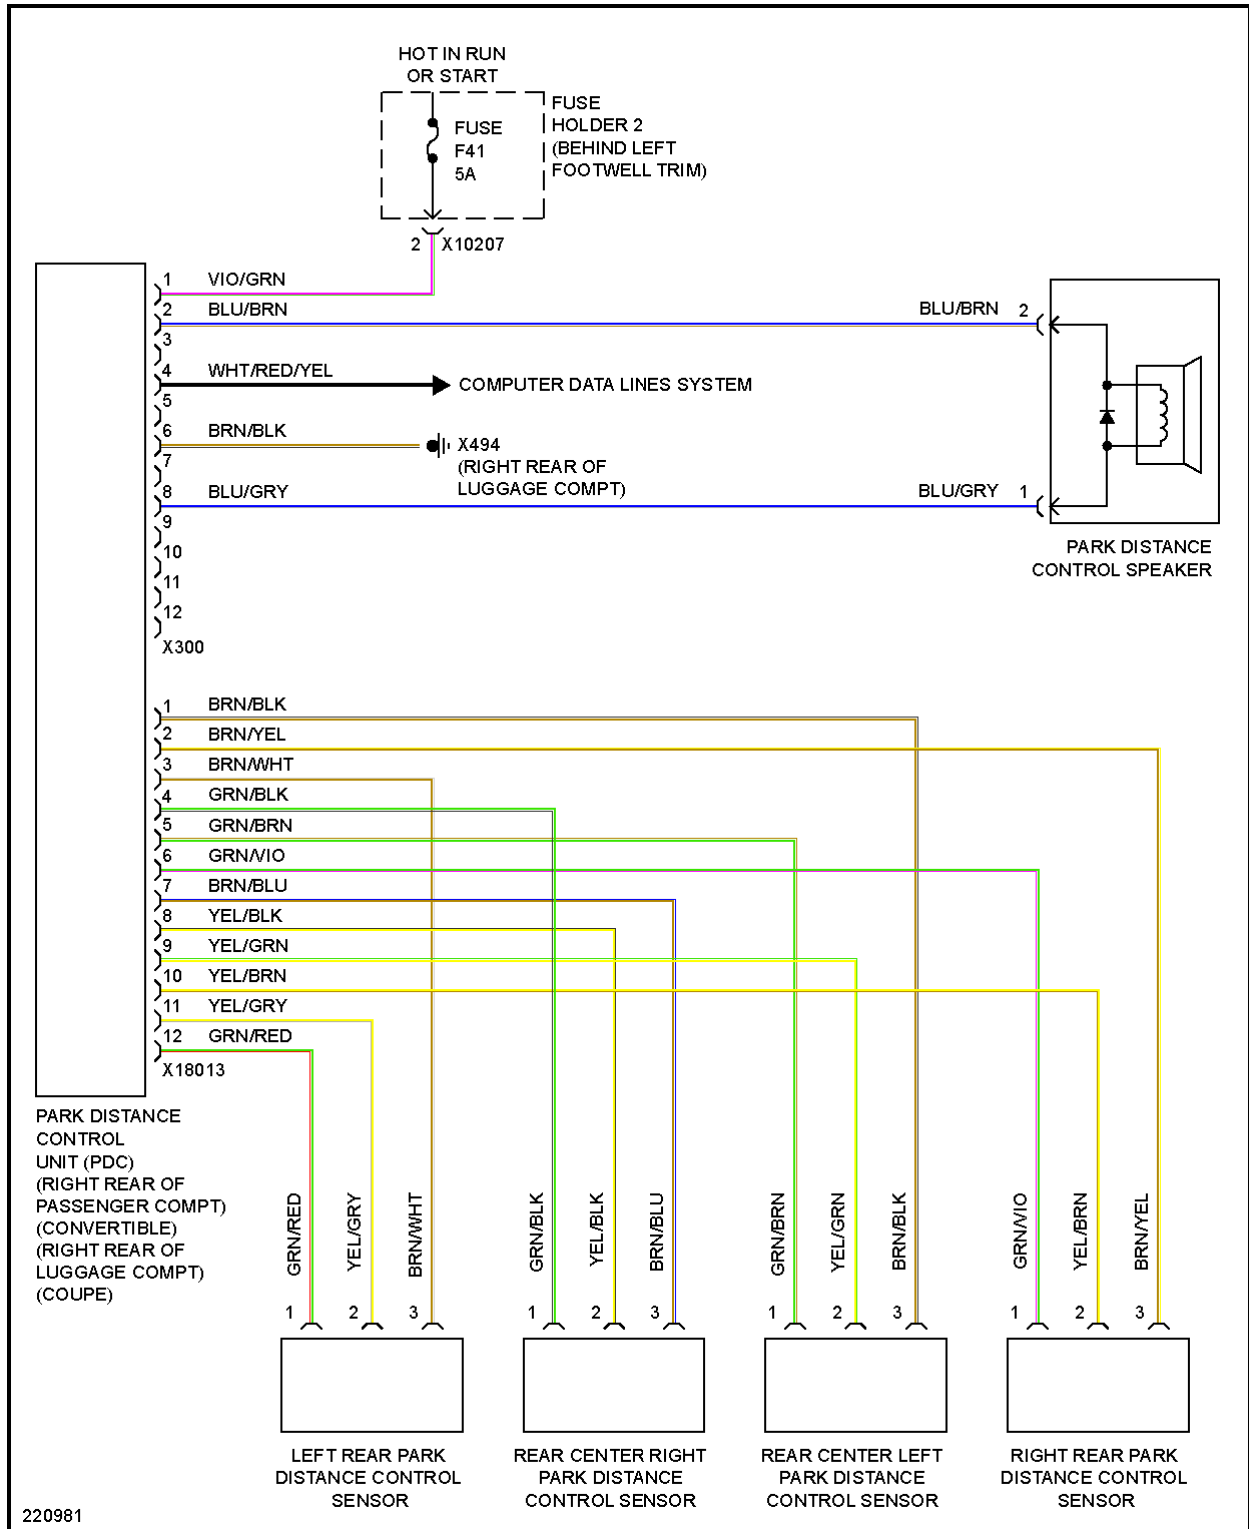 HOT IN RUN
OR START
FUSE
F41
5A
FUSE
HOLDER 2
(BEHIND LEFT
FOOTWELL TRIM)
2 X10207
1 VIO/GRN
2 BLU/BRN
BLU/BRN 2
3
4 WHT/RED/YEL
COMPUTER DATA LINES SYSTEM
5
6 BRN/BLK
X494
(RIGHT REAR OF
LUGGAGE COMPT)
7
8 BLU/GRY
BLU/GRY 1
9
10
11
12
X300
PARK DISTANCE
CONTROL SPEAKER
1 BRN/BLK
2 BRN/YEL
3 BRN/WHT
4 GRN/BLK
5 GRN/BRN
6 GRN/VIO
7 BRN/BLU
8 YEL/BLK
9 YEL/GRN
10 YEL/BRN
11 YEL/GRY
12 GRN/RED
X18013
PARK DISTANCE
CONTROL
UNIT (PDC)
(RIGHT REAR OF
PASSENGER COMPT)
(CONVERTIBLE)
(RIGHT REAR OF
LUGGAGE COMPT)
(COUPE)
GRN/RED
YEL/GRY
BRN/WHT
GRN/BLK
YEL/BLK
BRN/BLU
GRN/BRN
YEL/GRN
BRN/BLK
GRN/VIO
YEL/BRN
BRN/YEL
1 2 3 1 2 3 1 2 3 1 2 3
LEFT REAR PARK
DISTANCE CONTROL
SENSOR
REAR CENTER RIGHT
PARK DISTANCE
CONTROL SENSOR
REAR CENTER LEFT
PARK DISTANCE
CONTROL SENSOR
RIGHT REAR PARK
DISTANCE CONTROL
SENSOR
220981